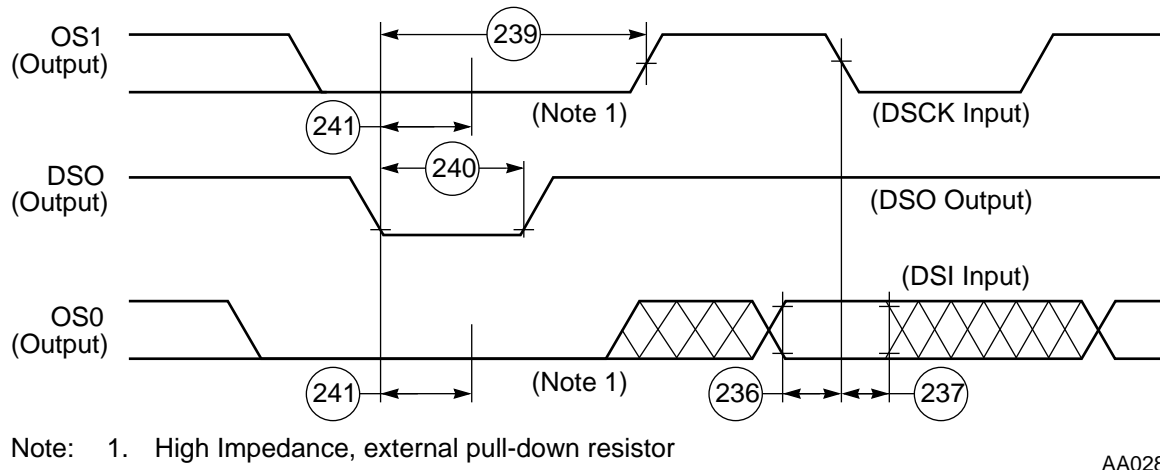 OS1
(Output)
239
(Note 1)
(DSCK Input)
241
240
DSO
(Output)
(DSO Output)
(DSI Input)
OS0
(Output)
241
(Note 1)
236
237
Note: 1. High Impedance, external pull-down resistor
AA028